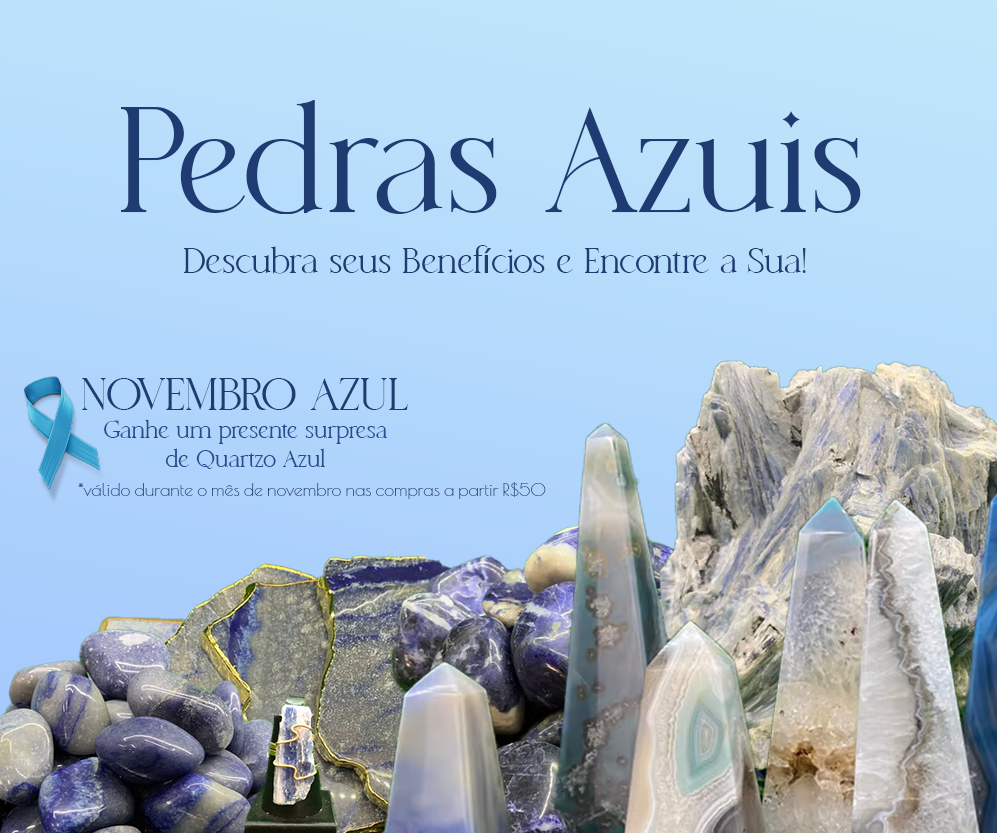 Pedras Azuis
Descubra seus Benefícios e Encontre a Sua!
NOVEMBRO AZUL
Ganhe um presente surpresa
de Quartzo Azul
*válido durante o mês de novembro nas compras a partir R$50